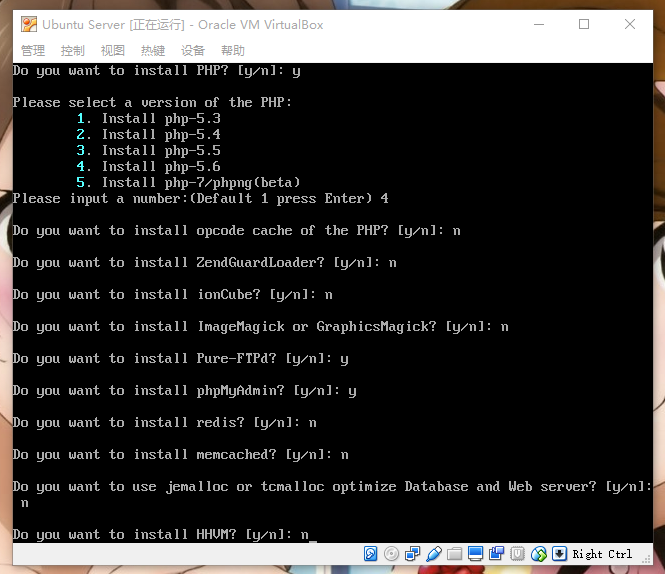 Ubuntu Server [正在运行] - Oracle VM VirtualBox
管理 控制 视图 热键 设备 帮助
Do you want to install PHP? [y/n]: y
Please select a version of the PHP:
1. Install php-5.3
2. Install php-5.4
3. Install php-5.5
4. Install php-5.6
5. Install php-7/phpng(beta)
Please input a number:(Default 1 press Enter) 4
Do you want to install opcode cache of the PHP? [y/n]: n
Do you want to install ZendGuardLoader? [y/n]: n
Do you want to install ionCube? [y/n]: n
Do you want to install ImageMagick or GraphicsMagick? [y/n]: n
Do you want to install Pure-FTPd? [y/n]: y
Do you want to install phpMyAdmin? [y/n]: y
Do you want to install redis? [y/n]: n
Do you want to install memcached? [y/n]: n
Do you want to use jemalloc or tcmalloc optimize Database and Web server? [y/n]:
n
Do you want to install HHVM? [y/n]: n_
Right Ctrl